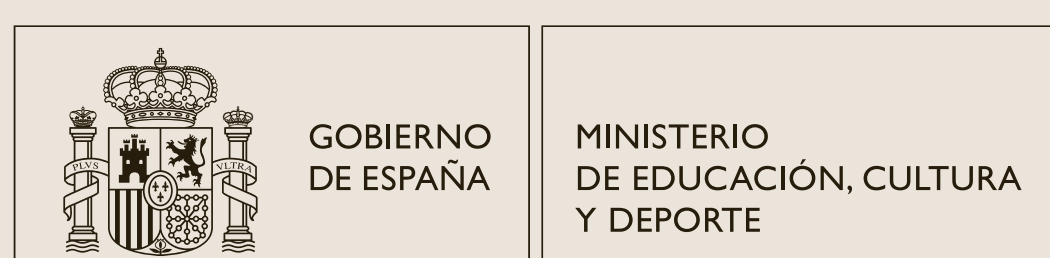 PLVS
VLTRA
GOBIERNO
DE ESPAÑA
MINISTERIO
DE EDUCACIÓN, CULTURA
Y DEPORTE